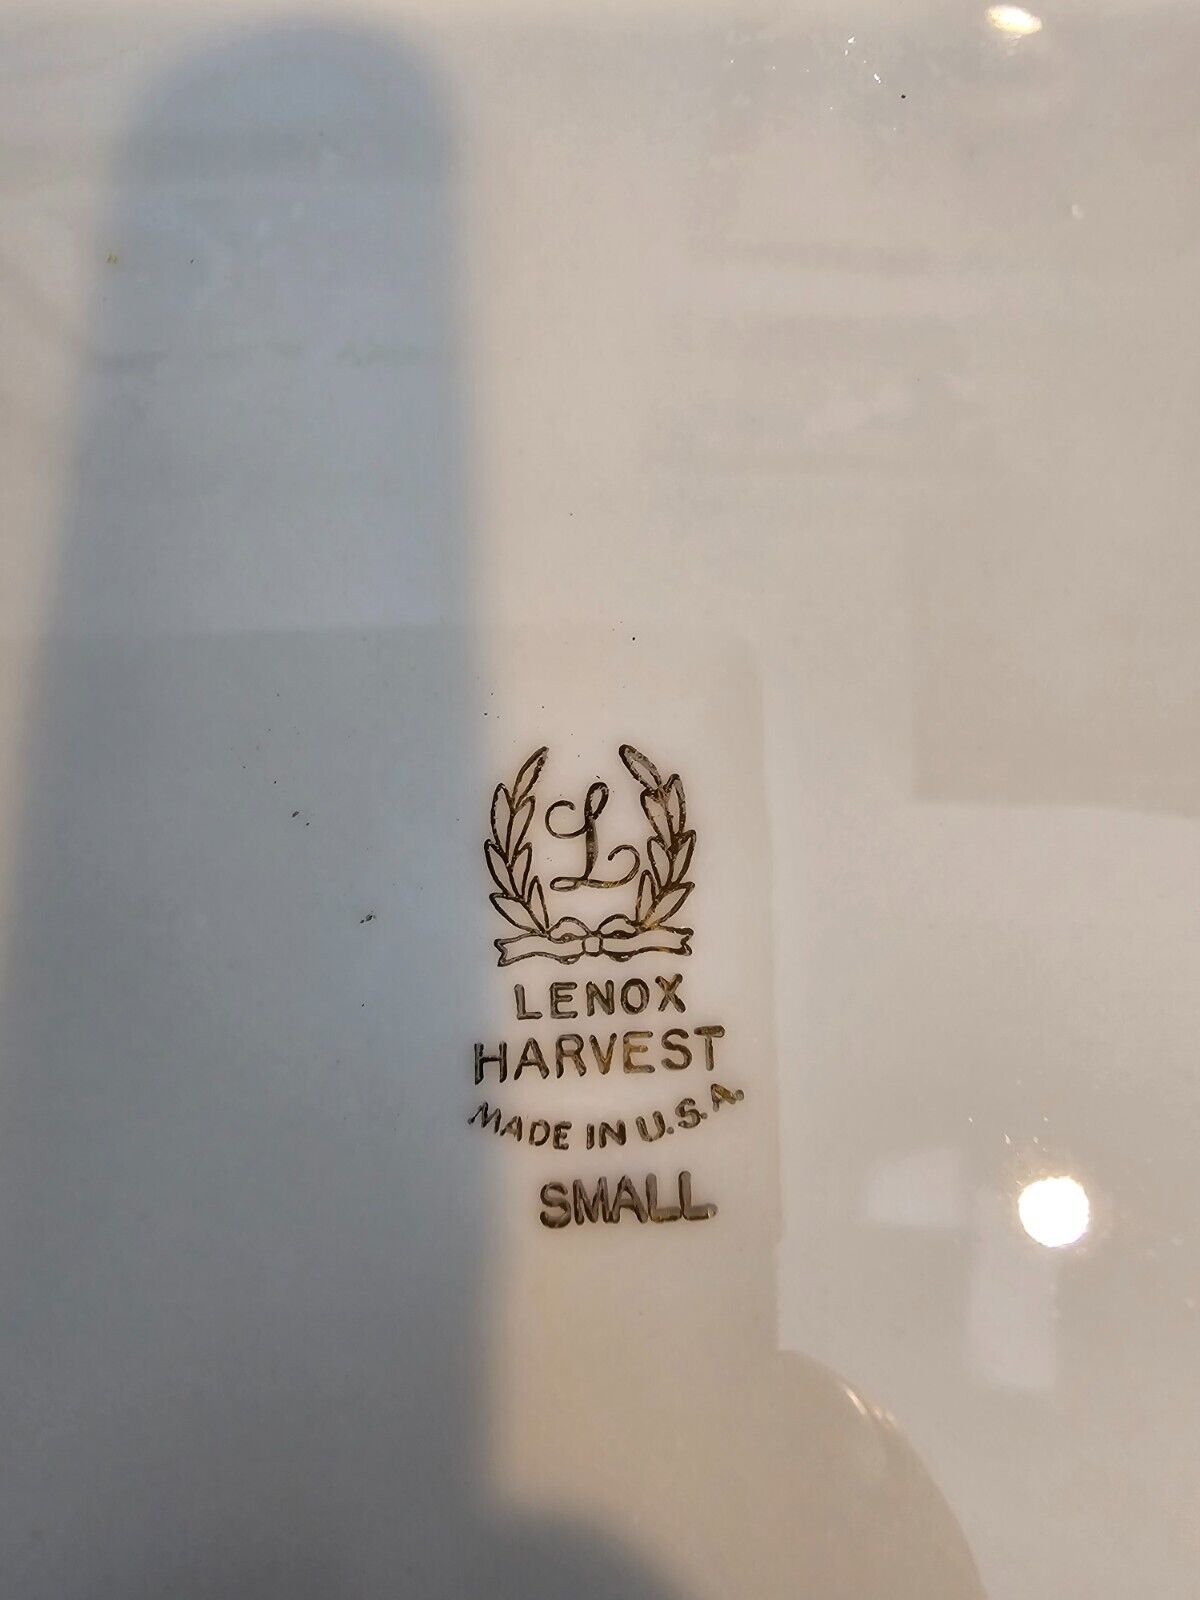 L
LENOX
HARVEST
MADE IN U.S.A.
SMALL